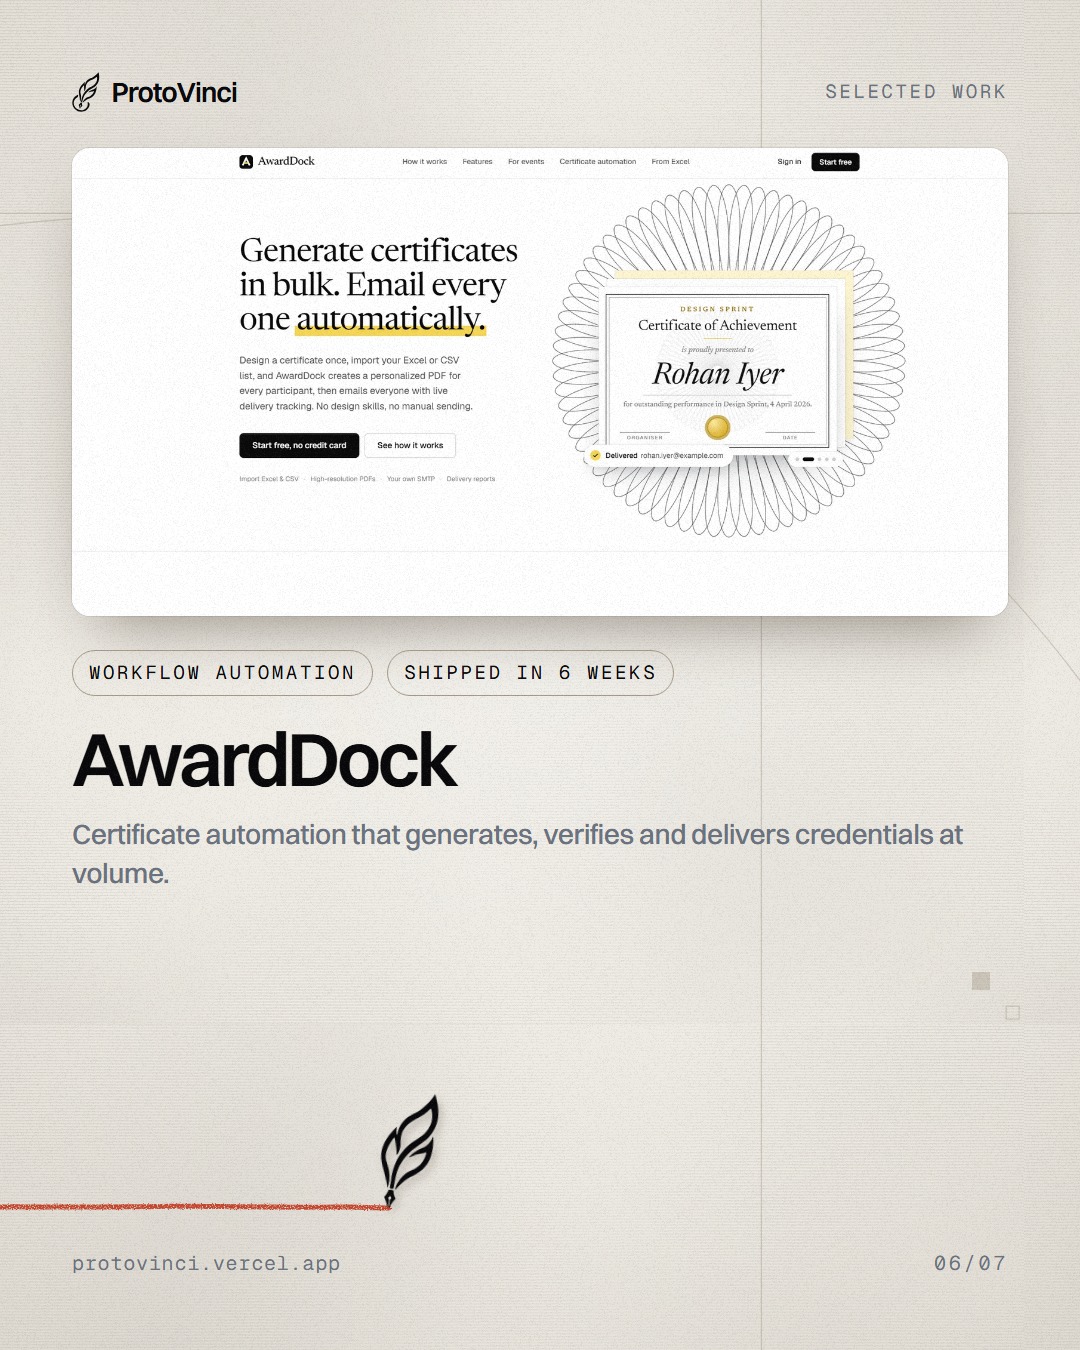 ProtoVinci
SELECTED WORK
A AwardDock
How it works Features For events Certificate automation From Excel
Sign in Start free
Generate certificates
in bulk. Email every
one automatically.
Design a certificate once, import your Excel or CSV
list, and AwardDock creates a personalized PDF for
every participant, then emails everyone with live
delivery tracking. No design skills, no manual sending.
Start free, no credit card See how it works
Import Excel & CSV · High-resolution PDFs · Your own SMTP · Delivery reports
DESIGN SPRINT
Certificate of Achievement
is proudly presented to
Rohan Iyer
for outstanding performance in Design Sprint, 4 April 2026.
ORGANISER DATE
Delivered rohan.iyer@example.com
WORKFLOW AUTOMATION SHIPPED IN 6 WEEKS
AwardDock
Certificate automation that generates, verifies and delivers credentials at
volume.
protovinci.vercel.app
06/07